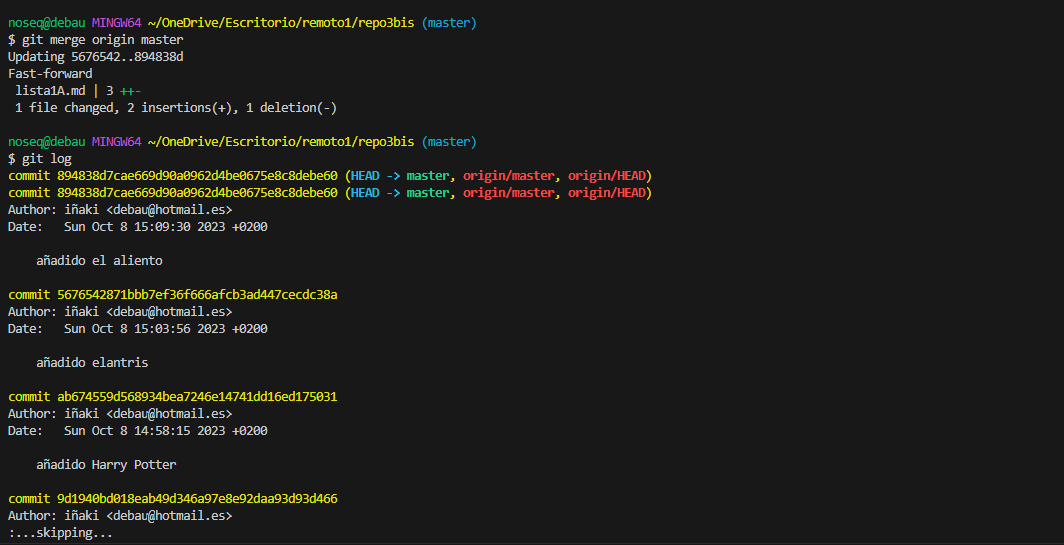 noseq@debau MINGW64 ~/OneDrive/Escritorio/remoto1/repo3bis (master)
$ git merge origin master
Updating 5676542..894838d
Fast-forward
 lista1A.md | 3 ++-
 1 file changed, 2 insertions(+), 1 deletion(-)

noseq@debau MINGW64 ~/OneDrive/Escritorio/remoto1/repo3bis (master)
$ git log
commit 894838d7cae669d90a0962d4be0675e8c8debe60 (HEAD -> master, origin/master, origin/HEAD)
commit 894838d7cae669d90a0962d4be0675e8c8debe60 (HEAD -> master, origin/master, origin/HEAD)
Author: iñaki <debau@hotmail.es>
Date:   Sun Oct 8 15:09:30 2023 +0200

    añadido el aliento

commit 5676542871bbb7ef36f666afcb3ad447cecdc38a
Author: iñaki <debau@hotmail.es>
Date:   Sun Oct 8 15:03:56 2023 +0200

    añadido elantris

commit ab674559d568934bea7246e14741dd16ed175031
Author: iñaki <debau@hotmail.es>
Date:   Sun Oct 8 14:58:15 2023 +0200

    añadido Harry Potter

commit 9d1940bd018eab49d346a97e8e92daa93d93d466
Author: iñaki <debau@hotmail.es>
:...skipping...